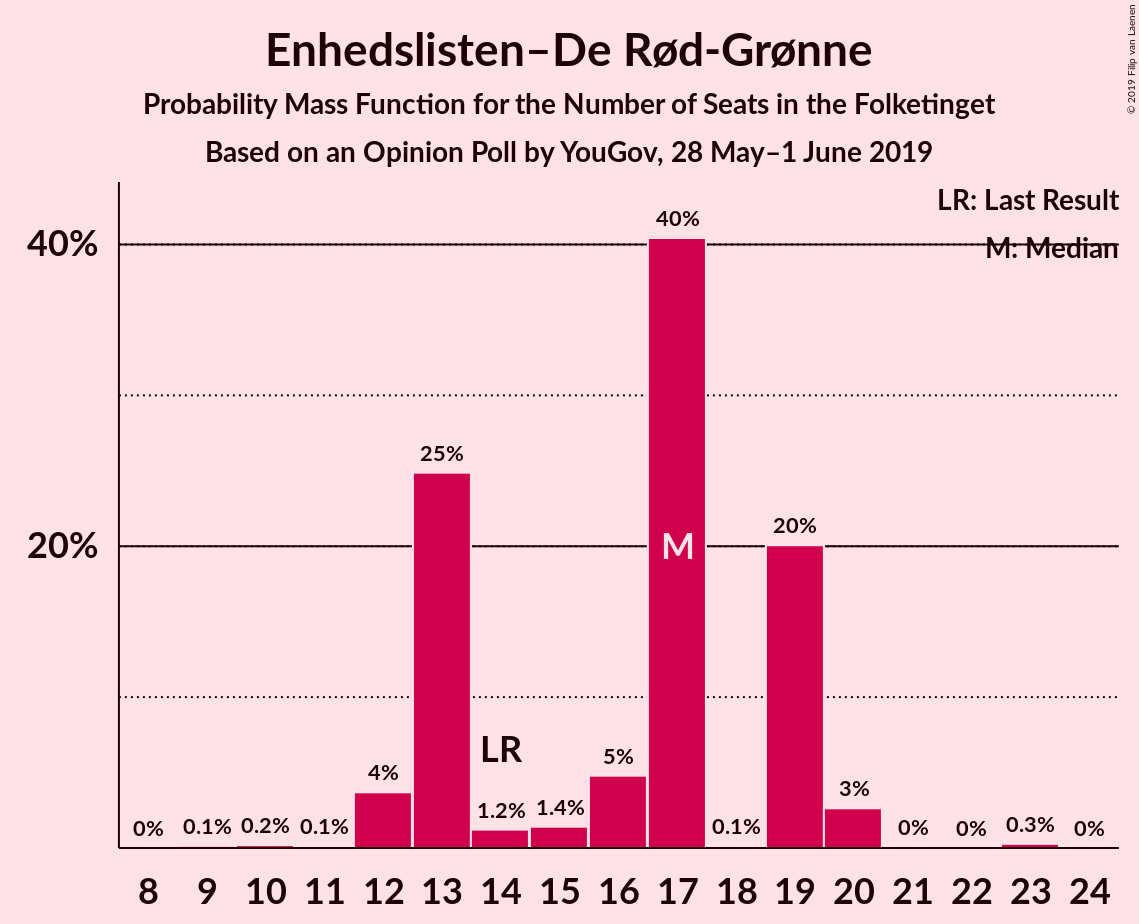 Enhedslisten–De Rød-Grønne
Probability Mass Function for the Number of Seats in the Folketinget
Based on an Opinion Poll by YouGov, 28 May–1 June 2019
© 2019 Filip van Laenen
LR: Last Result
M: Median
40%
20%
0%
0.1%
0.2%
0.1%
4%
25%
1.2%
1.4%
5%
40%
0.1%
20%
3%
0%
0%
0.3%
0%
LR
M
8 9 10 11 12 13 14 15 16 17 18 19 20 21 22 23 24